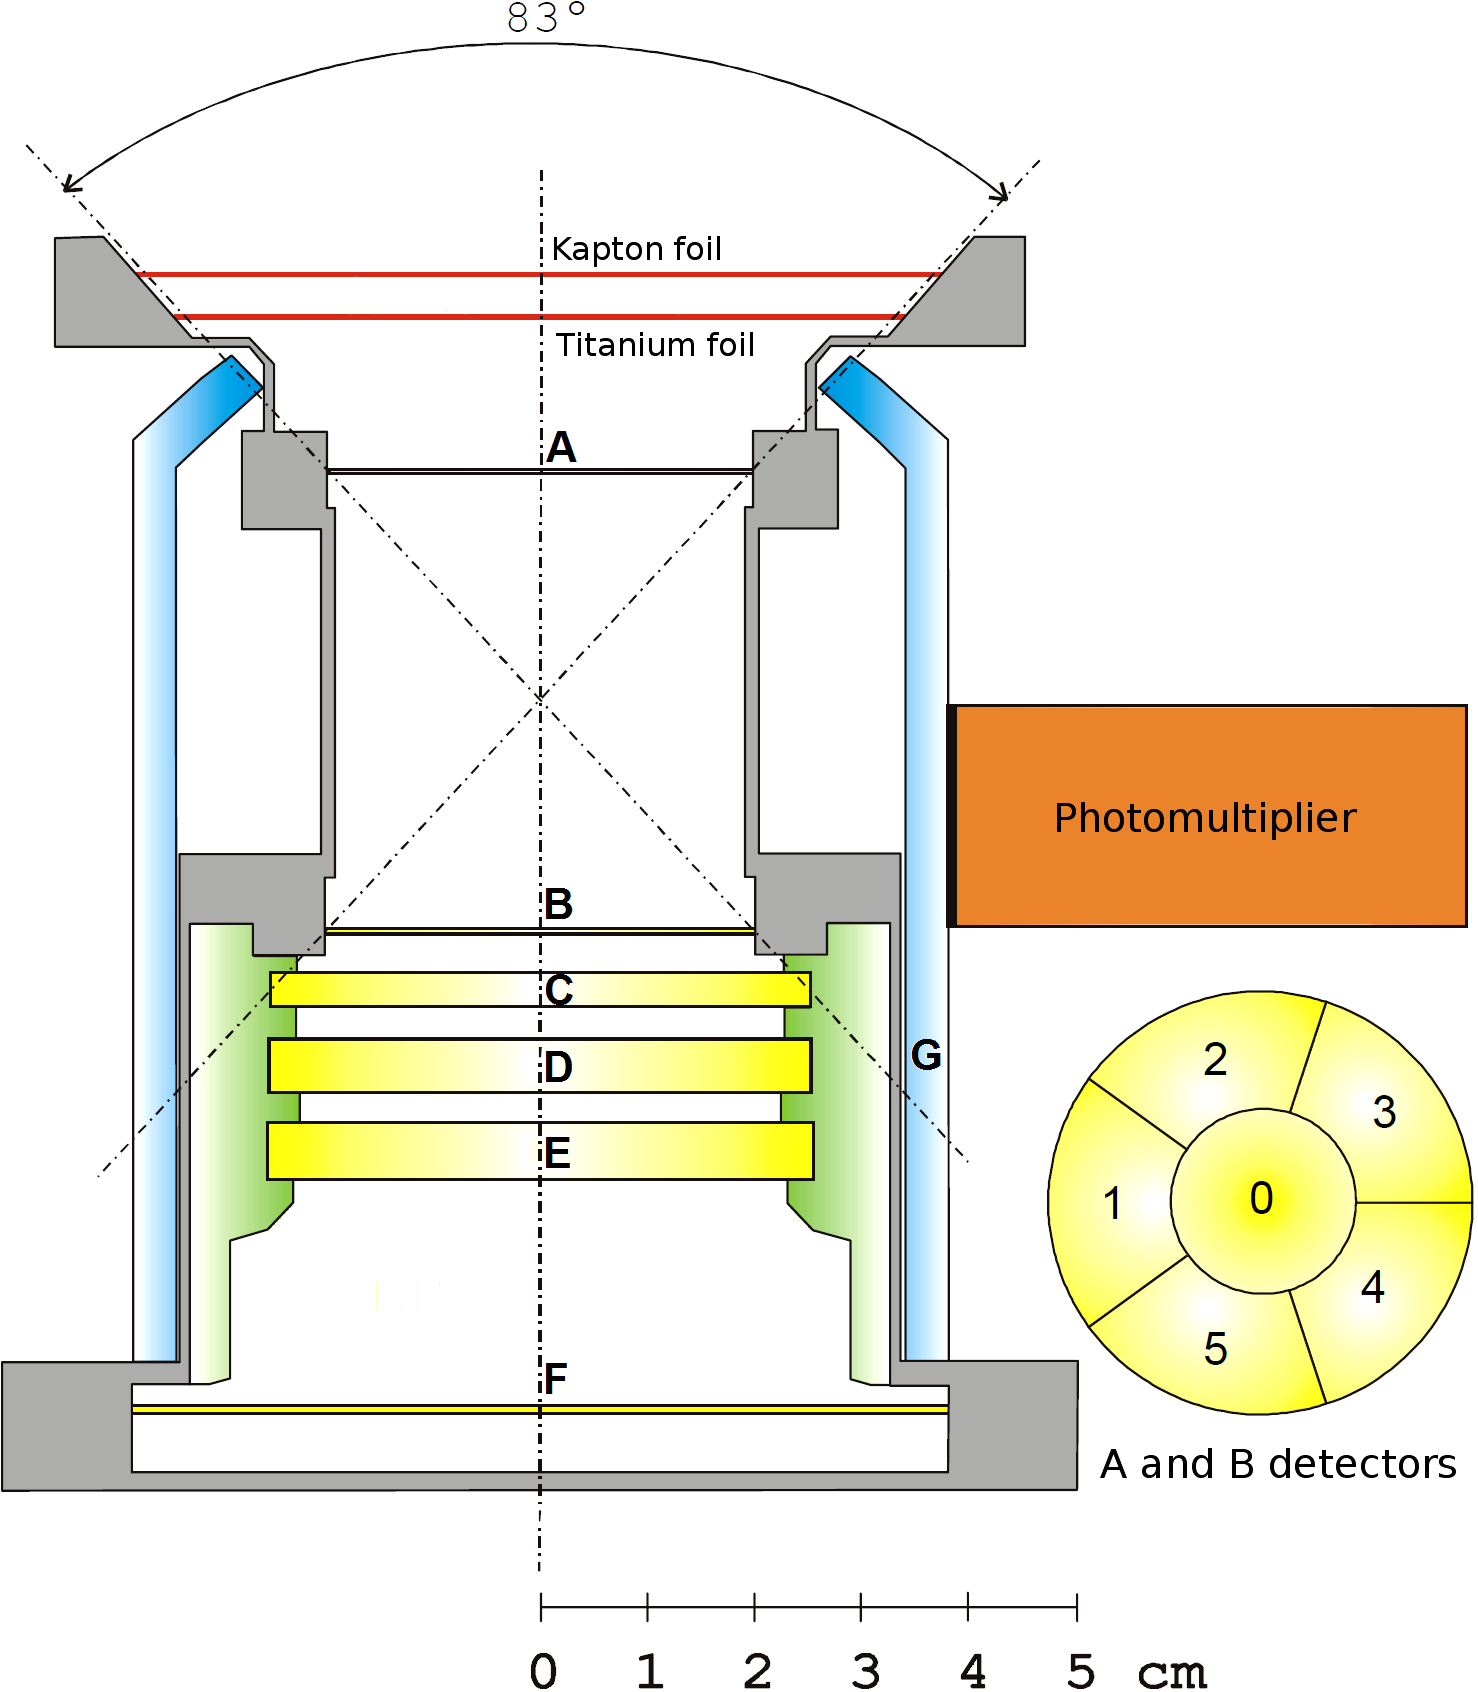 83°
Kapton foil
Titanium foil
A
Photomultiplier
B
C
D
G
E
2
3
1
0
4
5
F
A and B detectors
0 1 2 3 4 5 cm